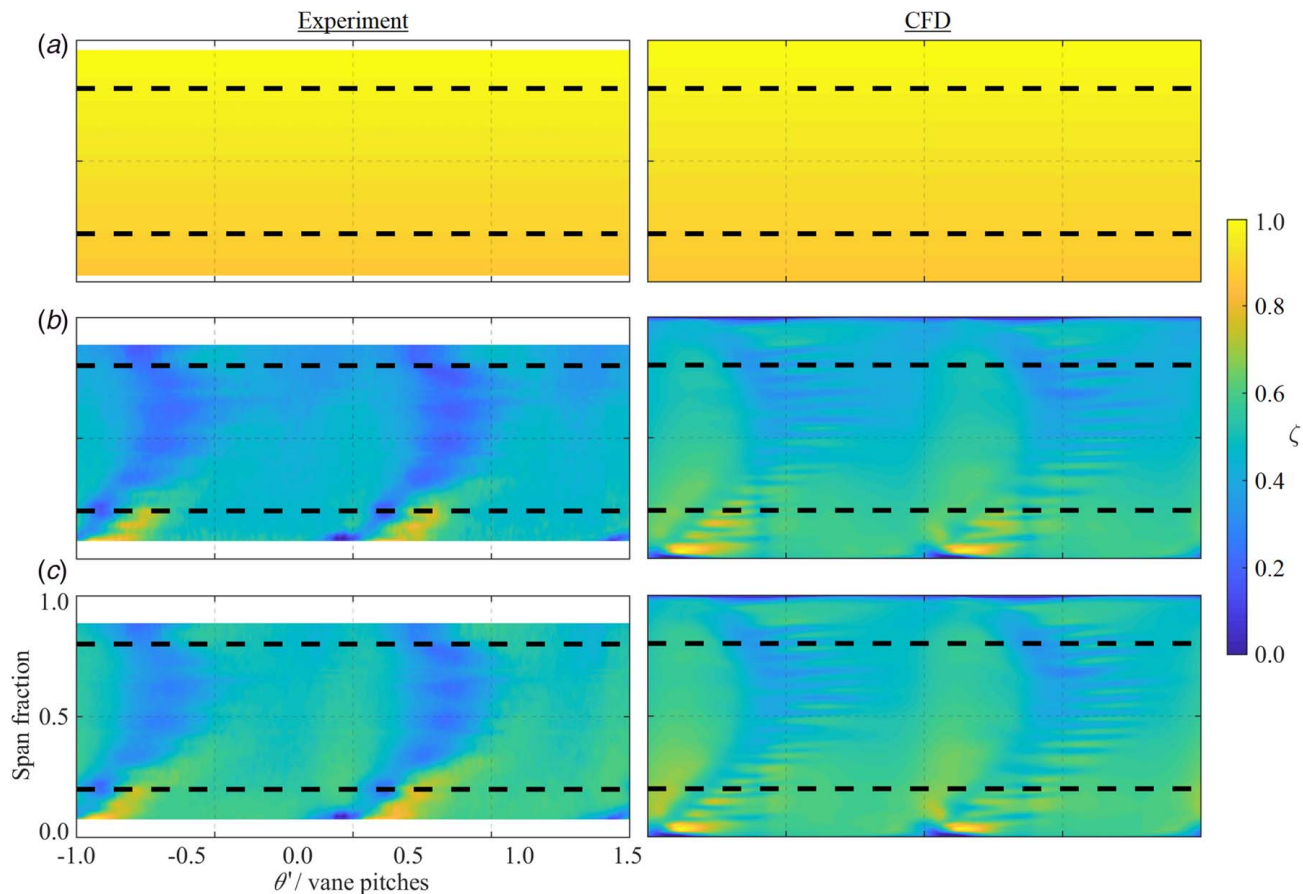 Experiment
CFD
(a)
(b)
(c)
1.0
0.8
0.6
0.4
0.2
0.0
ζ
Span fraction
1.0
0.5
0.0
-1.0 -0.5 0.0 0.5 1.0 1.5
θ'/ vane pitches